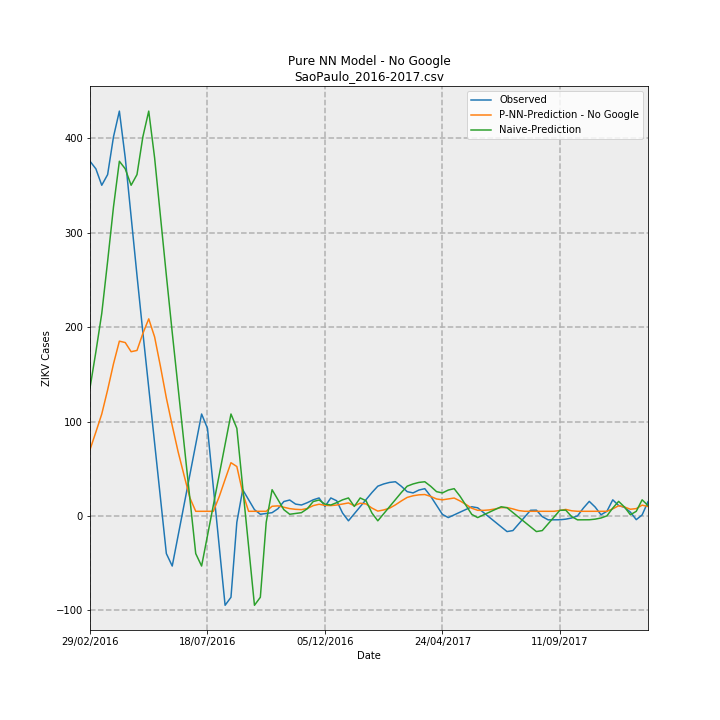 Pure NN Model - No Google
SaoPaulo_2016-2017.csv
Observed
P-NN-Prediction - No Google
Naive-Prediction
400
300
200
100
0
−100
ZIKV Cases
29/02/2016 18/07/2016 05/12/2016 24/04/2017 11/09/2017
Date